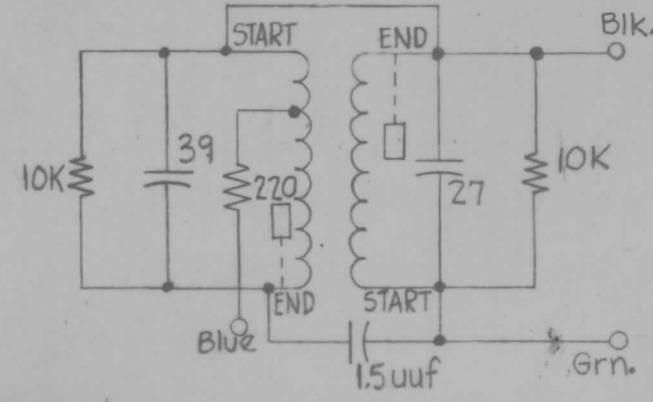 Blk.
START
END
10K
39
220
27
10K
END
START
Blue
1.5uuf
Grn.